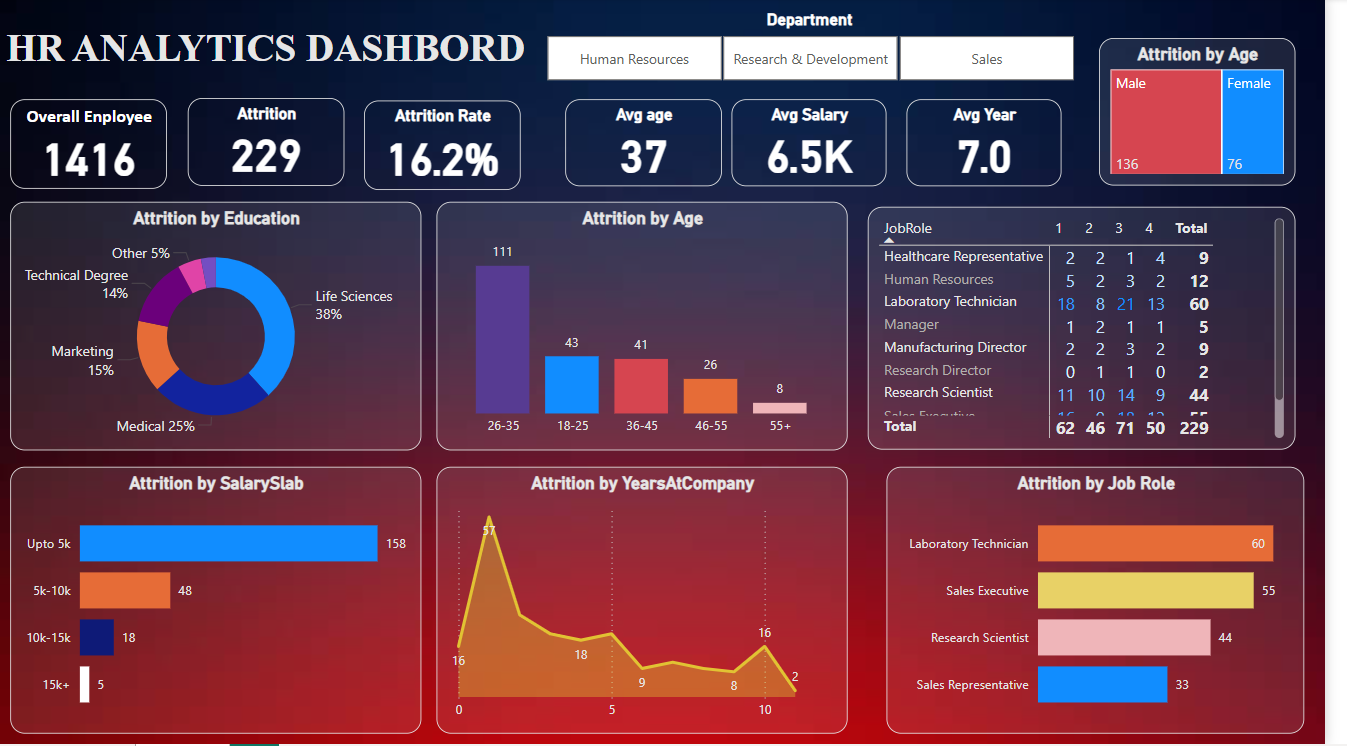 HR ANALYTICS DASHBORD
Department
Human Resources
Research & Development
Sales
Attrition by Age
Male
136
Female
76
Overall Enployee
1416
Attrition
229
Attrition Rate
16.2%
Avg age
37
Avg Salary
6.5K
Avg Year
7.0
Attrition by Education
Other 5%
Technical Degree
14%
Life Sciences
38%
Marketing
15%
Medical 25%
Attrition by Age
111
43
41
26
8
26-35 18-25 36-45 46-55 55+
JobRole 1 2 3 4 Total
Healthcare Representative 2 2 1 4 9
Human Resources 5 2 3 2 12
Laboratory Technician 18 8 21 13 60
Manager 1 2 1 1 5
Manufacturing Director 2 2 3 2 9
Research Director 0 1 1 0 2
Research Scientist 11 10 14 9 44
Sales Executive 16 9 18 12 55
Total 62 46 71 50 229
Attrition by SalarySlab
Upto 5k 158
5k-10k 48
10k-15k 18
15k+ 5
Attrition by YearsAtCompany
57
16
18
9
8
16
2
0 5 10
Attrition by Job Role
Laboratory Technician 60
Sales Executive 55
Research Scientist 44
Sales Representative 33